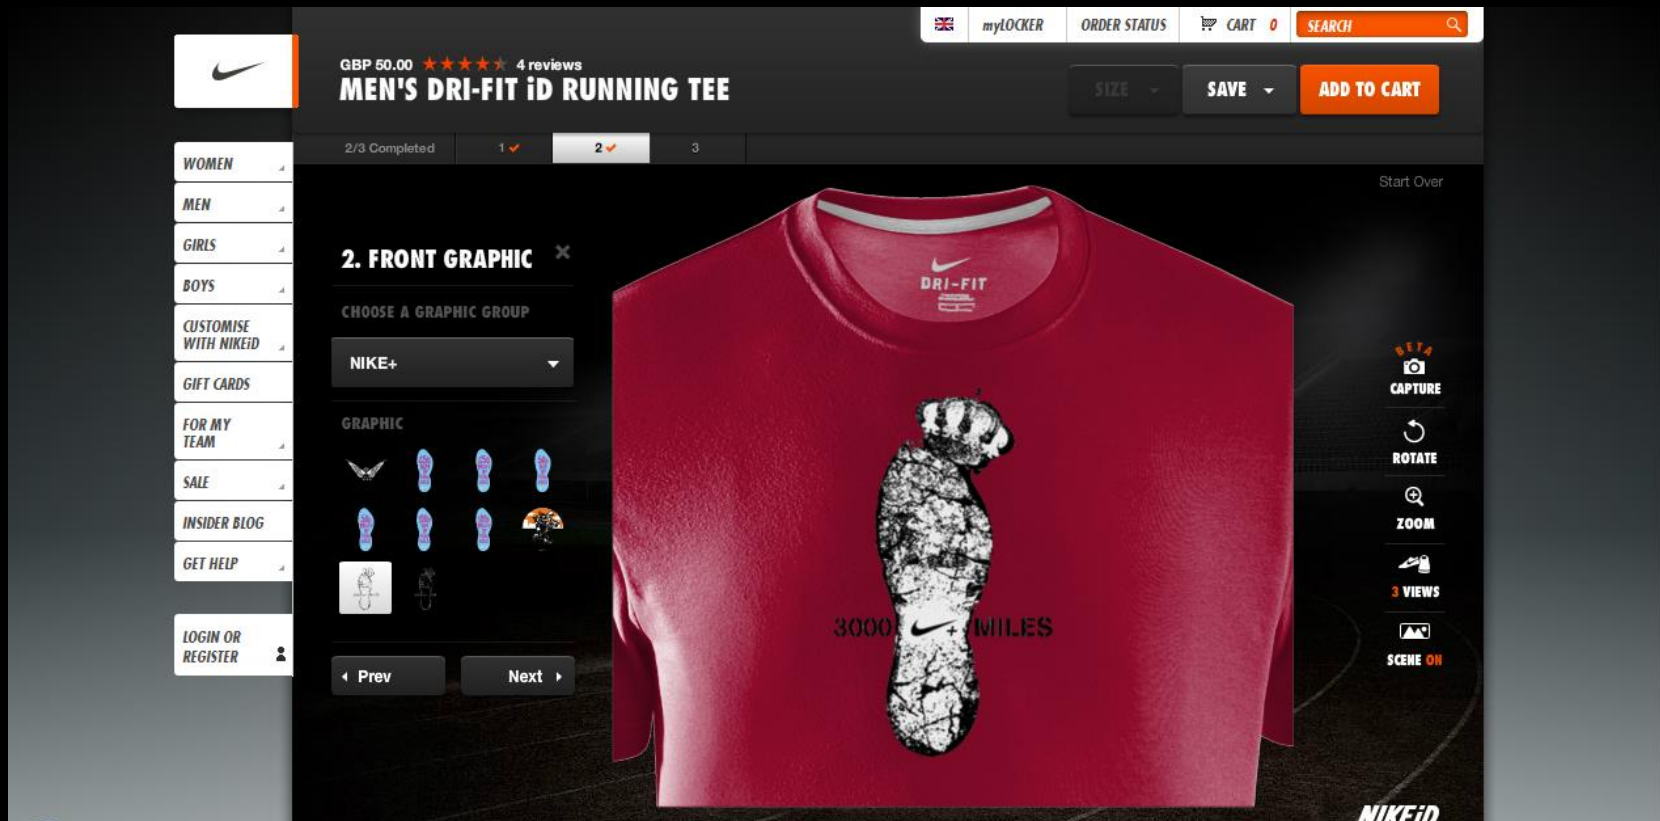 myLOCKER
ORDER STATUS
CART 0
SEARCH
GBP 50.00
4 reviews
MEN'S DRI-FIT iD RUNNING TEE
SIZE
SAVE
ADD TO CART
2/3 Completed
1
2
3
Start Over
WOMEN
MEN
GIRLS
BOYS
CUSTOMISE
WITH NIKEiD
GIFT CARDS
FOR MY
TEAM
SALE
INSIDER BLOG
GET HELP
LOGIN OR
REGISTER
2. FRONT GRAPHIC
CHOOSE A GRAPHIC GROUP
NIKE+
GRAPHIC
Prev
Next
DRI-FIT
3000 + MILES
BETA
CAPTURE
ROTATE
ZOOM
3 VIEWS
SCENE ON
NIKEiD